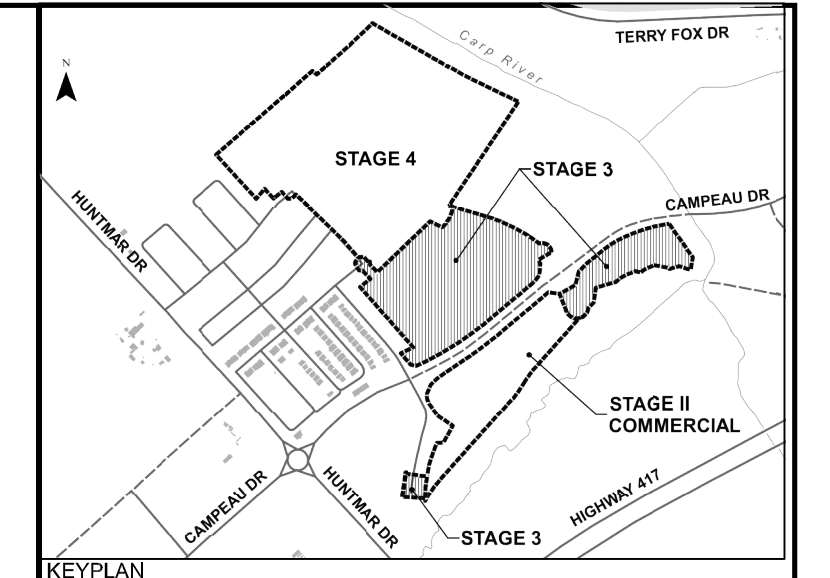 TERRY FOX DR
Carp River
N
STAGE 4
STAGE 3
CAMPEAU DR
HUNTMAR DR
STAGE II
COMMERCIAL
HIGHWAY 417
CAMPEAU DR
HUNTMAR DR
STAGE 3
KEYPLAN